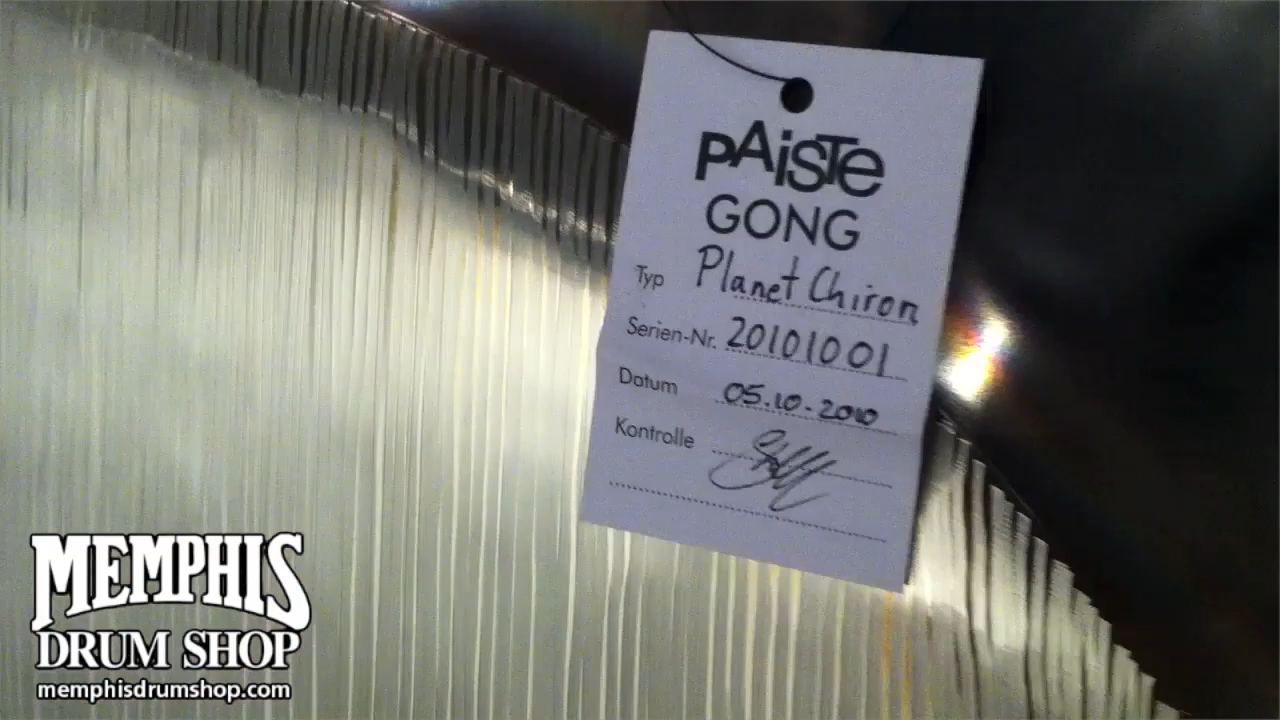 PAiSTe
GONG
Typ Planet Chiron
Serien-Nr. 20101001
Datum 05.10.2010
Kontrolle
MEMPHIS
DRUM SHOP
memphisdrumshop.com